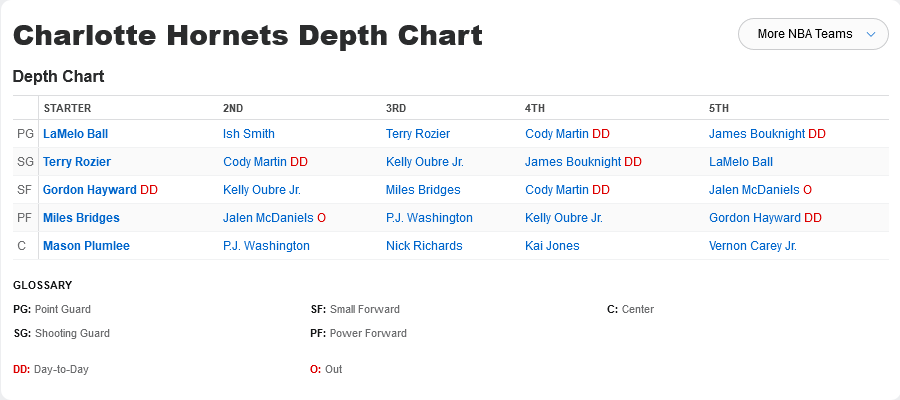 Charlotte Hornets Depth Chart
More NBA Teams
Depth Chart
STARTER 2ND 3RD 4TH 5TH
PG LaMelo Ball Ish Smith Terry Rozier Cody Martin DD James Bouknight DD
SG Terry Rozier Cody Martin DD Kelly Oubre Jr. James Bouknight DD LaMelo Ball
SF Gordon Hayward DD Kelly Oubre Jr. Miles Bridges Cody Martin DD Jalen McDaniels O
PF Miles Bridges Jalen McDaniels O P.J. Washington Kelly Oubre Jr. Gordon Hayward DD
C Mason Plumlee P.J. Washington Nick Richards Kai Jones Vernon Carey Jr.
GLOSSARY
PG: Point Guard SF: Small Forward C: Center
SG: Shooting Guard PF: Power Forward
DD: Day-to-Day O: Out